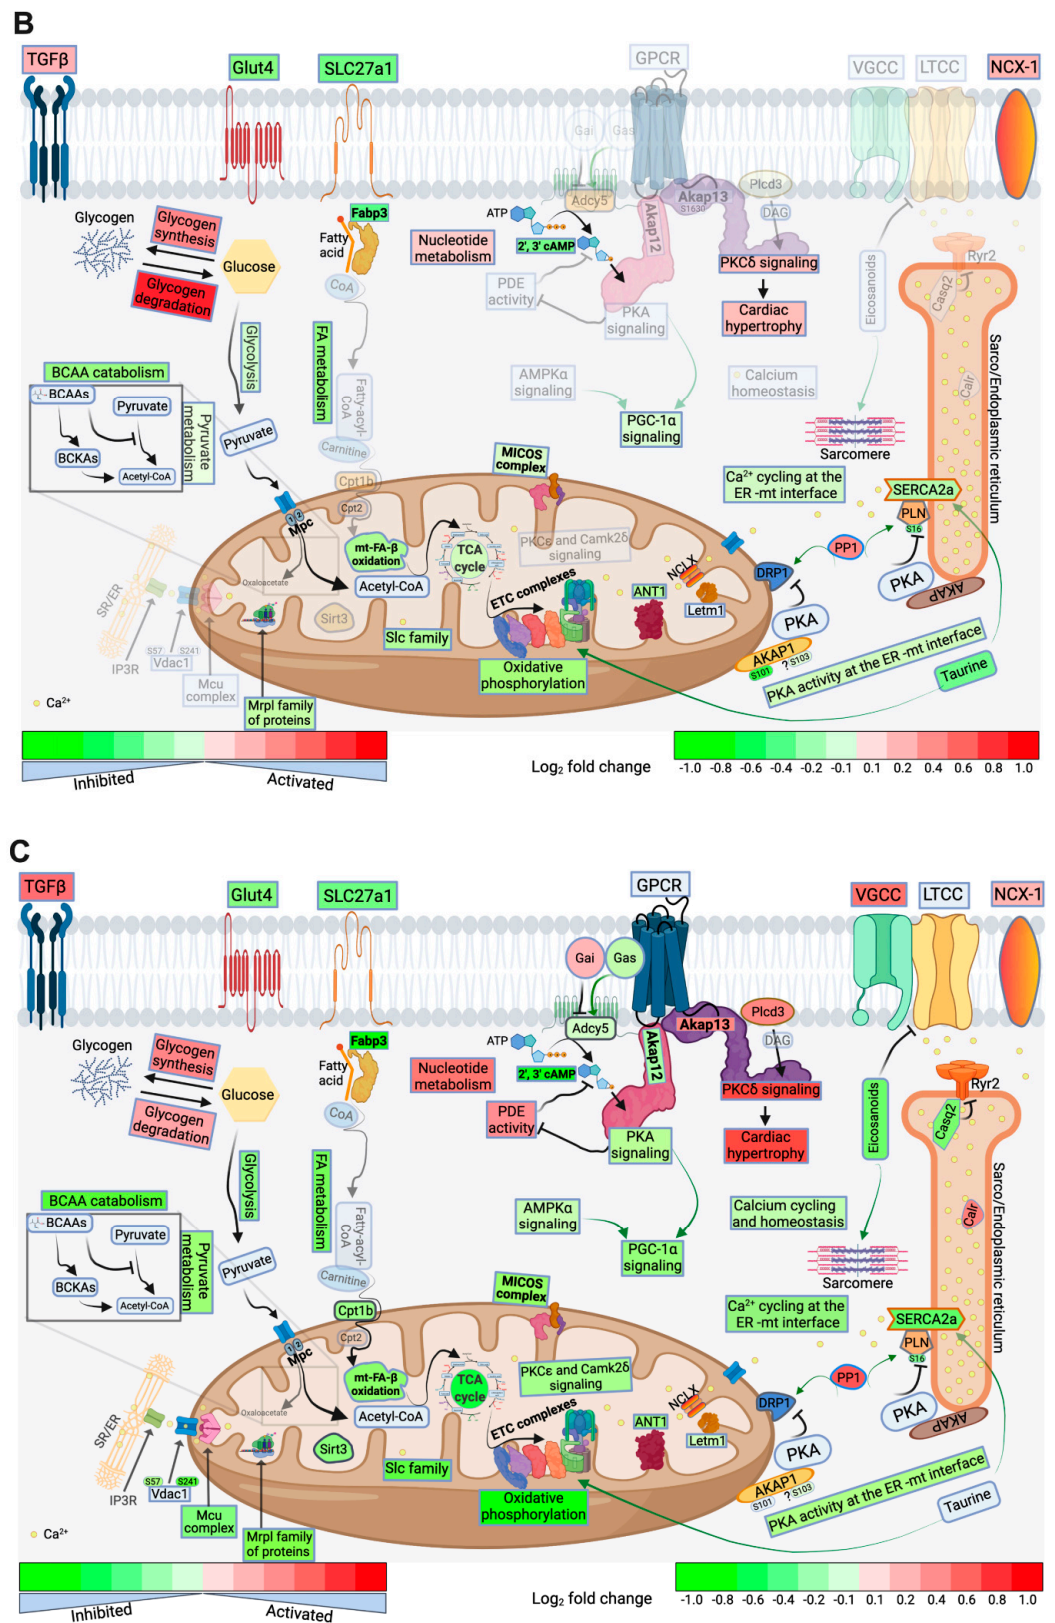 B
TGFβ
Glut4
SLC27a1
GPCR
VGCC
LTCC
NCX-1
Gai
Gas
Adcy5
Akap12
Akap13
S1630
Plcd3
DAG
Glycogen
Glycogen
synthesis
Glycogen
degradation
Glucose
Fabp3
Fatty
acid
CoA
ATP
2', 3' cAMP
Nucleotide
metabolism
PDE
activity
PKA
signaling
PKCδ signaling
Cardiac
hypertrophy
Eicosanoids
Ryr2
Casq2
Calr
Sarco/Endoplasmic reticulum
Glycolysis
FA metabolism
Fatty-acyl-
CoA
Carnitine
AMPKα
signaling
PGC-1α
signaling
Calcium
homeostasis
Sarcomere
BCAA catabolism
BCAAs
Pyruvate
BCKAs
Acetyl-CoA
Pyruvate
metabolism
Pyruvate
Cpt1b
Cpt2
MICOS
complex
Ca²⁺ cycling at the
ER -mt interface
SERCA2a
PLN
S16
PP1
PKA
AKAP
1
2
Mpc
Oxaloacetate
mt-FA-β
oxidation
Acetyl-CoA
TCA
cycle
PKCε and Camk2δ
signaling
NCLX
Letm1
DRP1
PKA
AKAP1
S101
? S103
SR/ER
IP3R
S57
S241
Vdac1
Mcu
complex
Sirt3
Slc family
ETC complexes
ANT1
Oxidative
phosphorylation
Mrpl family
of proteins
PKA activity at the ER -mt interface
Taurine
Ca²⁺
Inhibited
Activated
Log₂ fold change
-1.0 -0.8 -0.6 -0.4 -0.2 -0.1 0.1 0.2 0.4 0.6 0.8 1.0
C
TGFβ
Glut4
SLC27a1
GPCR
VGCC
LTCC
NCX-1
Gai
Gas
Adcy5
Akap12
Akap13
Plcd3
DAG
Glycogen
Glycogen
synthesis
Glycogen
degradation
Glucose
Fabp3
Fatty
acid
CoA
ATP
2', 3' cAMP
Nucleotide
metabolism
PDE
activity
PKA
signaling
PKCδ signaling
Cardiac
hypertrophy
Eicosanoids
Ryr2
Casq2
Calr
Sarco/Endoplasmic reticulum
Glycolysis
FA metabolism
Fatty-acyl-
CoA
Carnitine
AMPKα
signaling
PGC-1α
signaling
Calcium cycling
and homeostasis
Sarcomere
BCAA catabolism
BCAAs
Pyruvate
BCKAs
Acetyl-CoA
Pyruvate
metabolism
Pyruvate
Cpt1b
Cpt2
MICOS
complex
Ca²⁺ cycling at the
ER -mt interface
SERCA2a
PLN
S16
PP1
PKA
AKAP
1
2
Mpc
Oxaloacetate
mt-FA-β
oxidation
Acetyl-CoA
TCA
cycle
PKCε and Camk2δ
signaling
NCLX
Letm1
DRP1
PKA
AKAP1
S101
? S103
SR/ER
IP3R
S57
S241
Vdac1
Mcu
complex
Sirt3
Slc family
ETC complexes
ANT1
Oxidative
phosphorylation
Mrpl family
of proteins
PKA activity at the ER -mt interface
Taurine
Ca²⁺
Inhibited
Activated
Log₂ fold change
-1.0 -0.8 -0.6 -0.4 -0.2 -0.1 0.1 0.2 0.4 0.6 0.8 1.0